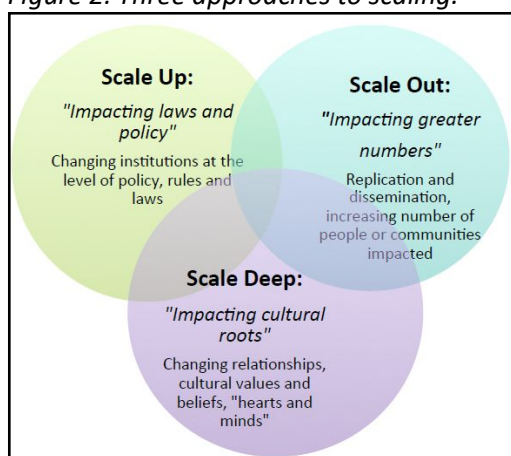 Figure 2. Three approaches to scaling.
Scale Up:
"Impacting laws and
policy"
Changing institutions at the
level of policy, rules and
laws
Scale Out:
"Impacting greater
numbers"
Replication and
dissemination,
increasing number of
people or communities
impacted
Scale Deep:
"Impacting cultural
roots"
Changing relationships,
cultural values and
beliefs, "hearts and
minds"